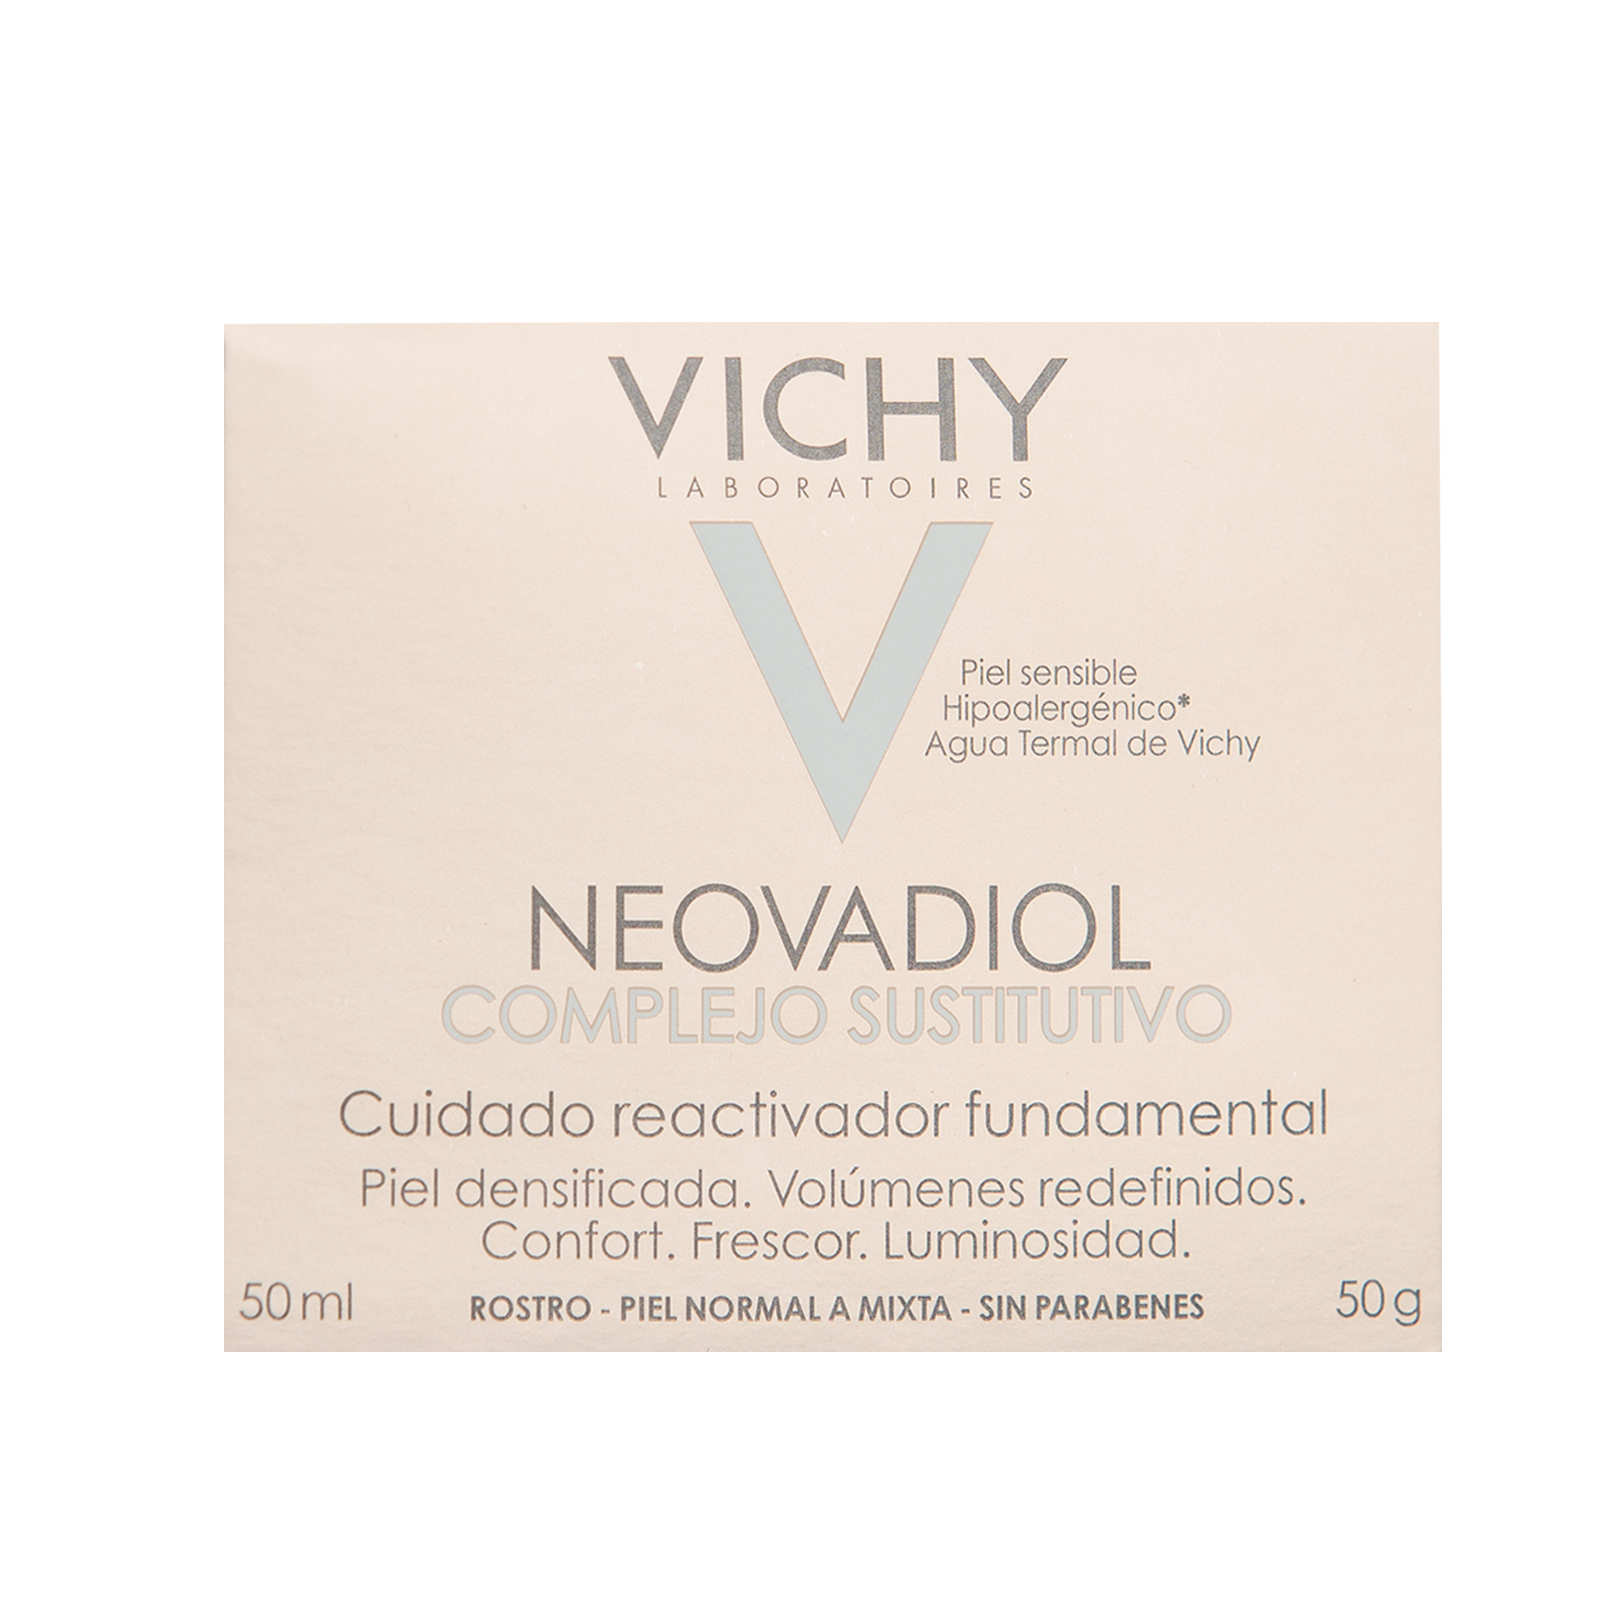 VICHY
LABORATOIRES
V
Piel sensible
Hipoalergénico*
Agua Termal de Vichy
NEOVADIOL
COMPLEJO SUSTITUTIVO
Cuidado reactivador fundamental
Piel densificada. Volúmenes redefinidos.
Confort. Frescor. Luminosidad.
50 ml ROSTRO - PIEL NORMAL A MIXTA - SIN PARABENES 50 g